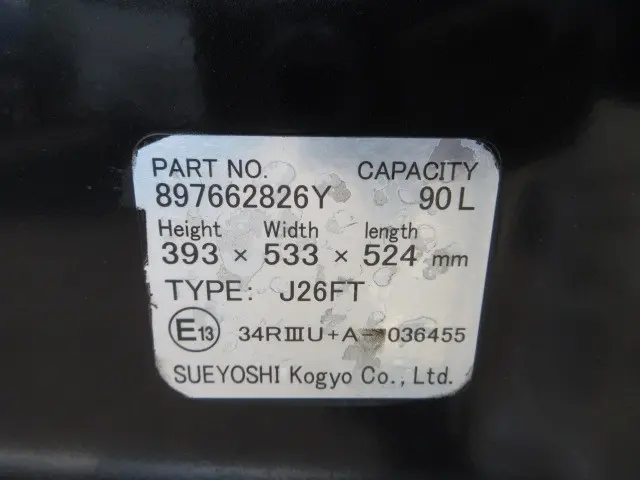 PART NO. CAPACITY
897662826Y 90 L
Height Width length
393 × 533 × 524 mm
TYPE: J26FT
E13 34RⅢU+A-036455
SUEYOSHI Kogyo Co., Ltd.